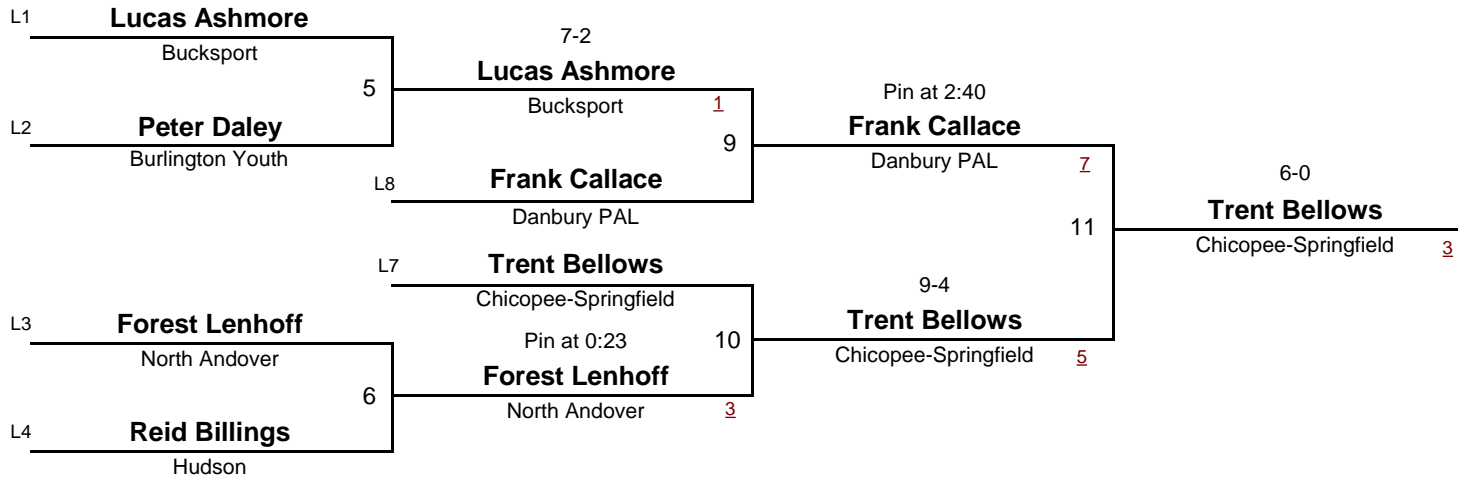 L1
Lucas Ashmore
Bucksport
5
L2
Peter Daley
Burlington Youth
7-2
Lucas Ashmore
Bucksport
1
9
L8
Frank Callace
Danbury PAL
Pin at 2:40
Frank Callace
Danbury PAL
7
11
6-0
Trent Bellows
Chicopee-Springfield
3
L7
Trent Bellows
Chicopee-Springfield
10
9-4
Trent Bellows
Chicopee-Springfield
5
L3
Forest Lenhoff
North Andover
6
L4
Reid Billings
Hudson
Pin at 0:23
Forest Lenhoff
North Andover
3